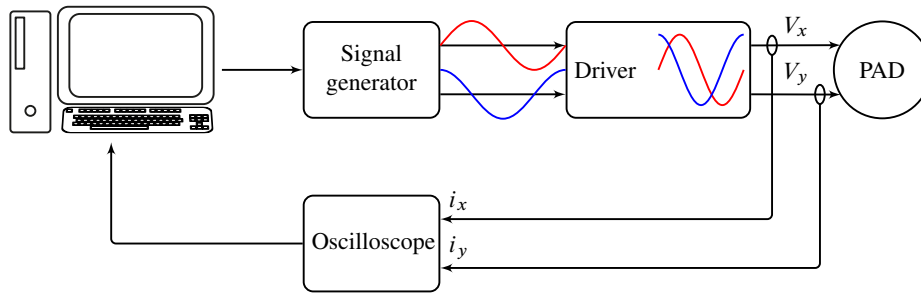 Signal
generator
Driver
V_x
V_y
PAD
Oscilloscope
i_x
i_y